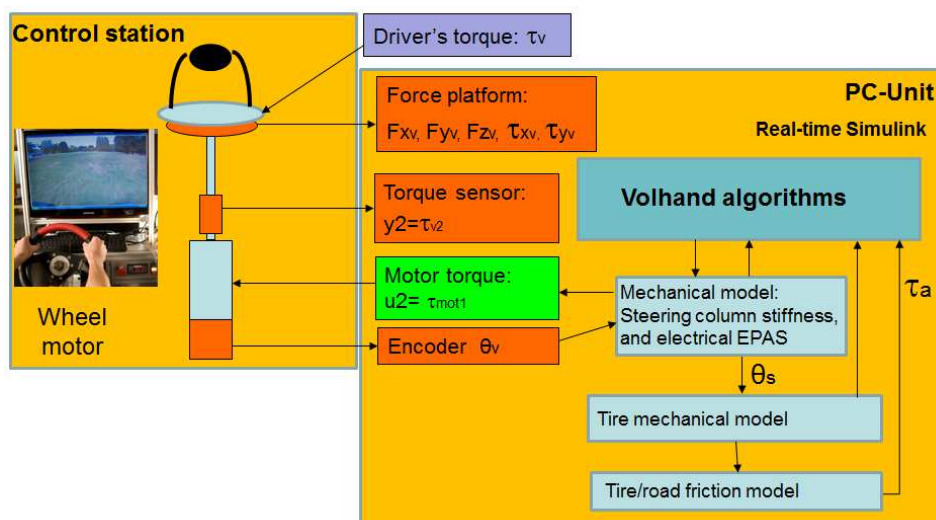 Control station
Driver's torque: τv
Force platform:
Fxv, Fyv, Fzv, τxv, τyv
PC-Unit
Real-time Simulink
Torque sensor:
y2=τv2
Volhand algorithms
Motor torque:
u2= τmot1
τa
Mechanical model:
Steering column stiffness,
and electrical EPAS
Wheel
motor
Encoder θv
θs
Tire mechanical model
Tire/road friction model